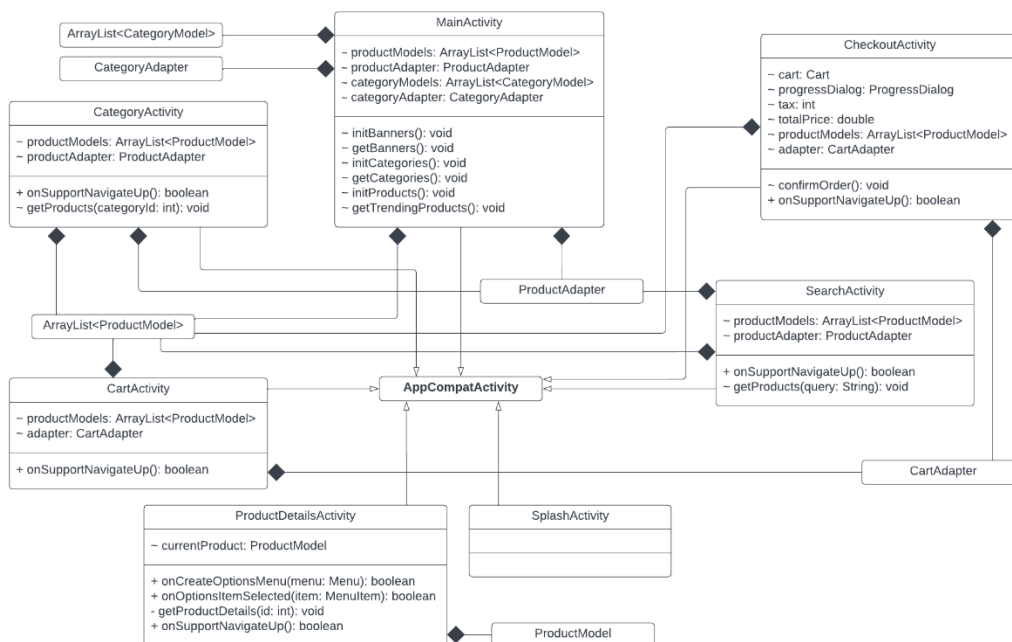 ArrayList<CategoryModel>
CategoryAdapter
MainActivity
~ productModels: ArrayList<ProductModel>
~ productAdapter: ProductAdapter
~ categoryModels: ArrayList<CategoryModel>
~ categoryAdapter: CategoryAdapter
~ initBanners(): void
~ getBanners(): void
~ initCategories(): void
~ getCategories(): void
~ initProducts(): void
~ getTrendingProducts(): void
CheckoutActivity
~ cart: Cart
~ progressDialog: ProgressDialog
~ tax: int
~ totalPrice: double
~ productModels: ArrayList<ProductModel>
~ adapter: CartAdapter
~ confirmOrder(): void
+ onSupportNavigateUp(): boolean
CategoryActivity
~ productModels: ArrayList<ProductModel>
~ productAdapter: ProductAdapter
+ onSupportNavigateUp(): boolean
~ getProducts(categoryId: int): void
ProductAdapter
SearchActivity
~ productModels: ArrayList<ProductModel>
~ productAdapter: ProductAdapter
+ onSupportNavigateUp(): boolean
~ getProducts(query: String): void
ArrayList<ProductModel>
AppCompatActivity
CartActivity
~ productModels: ArrayList<ProductModel>
~ adapter: CartAdapter
+ onSupportNavigateUp(): boolean
CartAdapter
ProductDetailsActivity
~ currentProduct: ProductModel
+ onCreateOptionsMenu(menu: Menu): boolean
+ onOptionsItemSelected(item: MenuItem): boolean
- getProductDetails(id: int): void
+ onSupportNavigateUp(): boolean
SplashActivity
ProductModel